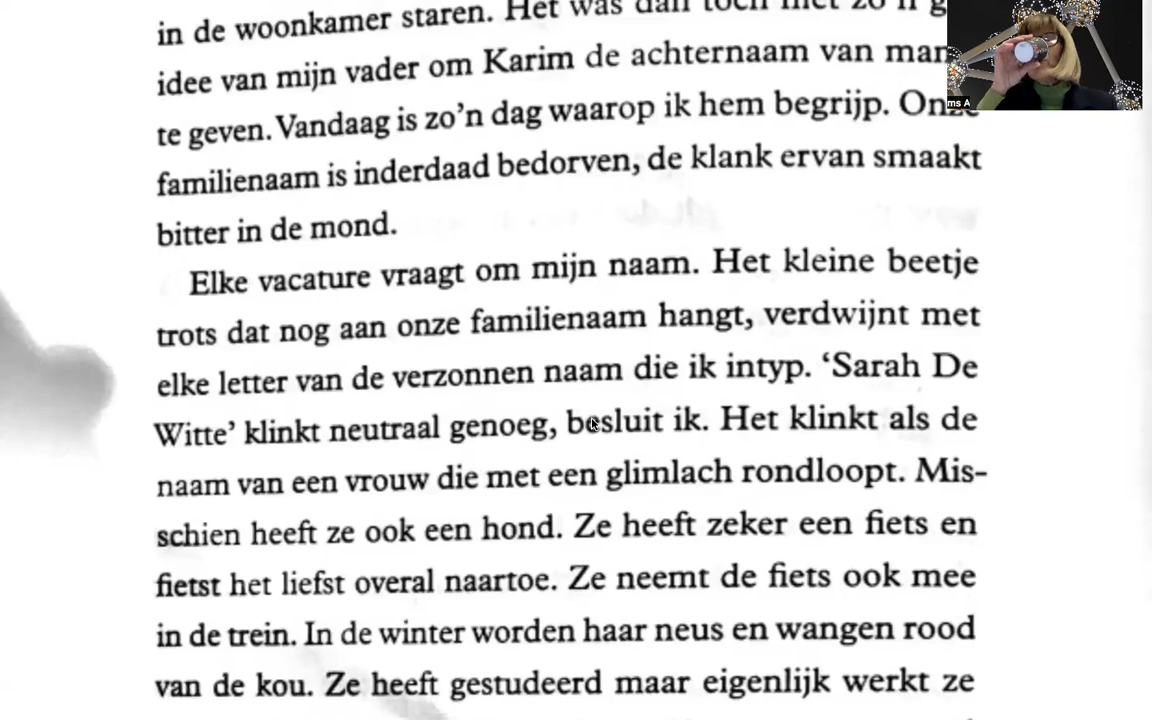 in de woonkamer staren. Het was dan toch niet zo'n
idee van mijn vader om Karim de achternaam van
te geven. Vandaag is zo'n dag waarop ik hem begrijp. Onze
familienaam is inderdaad bedorven, de klank ervan smaakt
bitter in de mond.
Elke vacature vraagt om mijn naam. Het kleine beetje
trots dat nog aan onze familienaam hangt, verdwijnt met
elke letter van de verzonnen naam die ik intyp. ‘Sarah De
Witte’ klinkt neutraal genoeg, besluit ik. Het klinkt als de
naam van een vrouw die met een glimlach rondloopt. Mis-
schien heeft ze ook een hond. Ze heeft zeker een fiets en
fietst het liefst overal naartoe. Ze neemt de fiets ook mee
in de trein. In de winter worden haar neus en wangen rood
van de kou. Ze heeft gestudeerd maar eigenlijk werkt ze
ms A